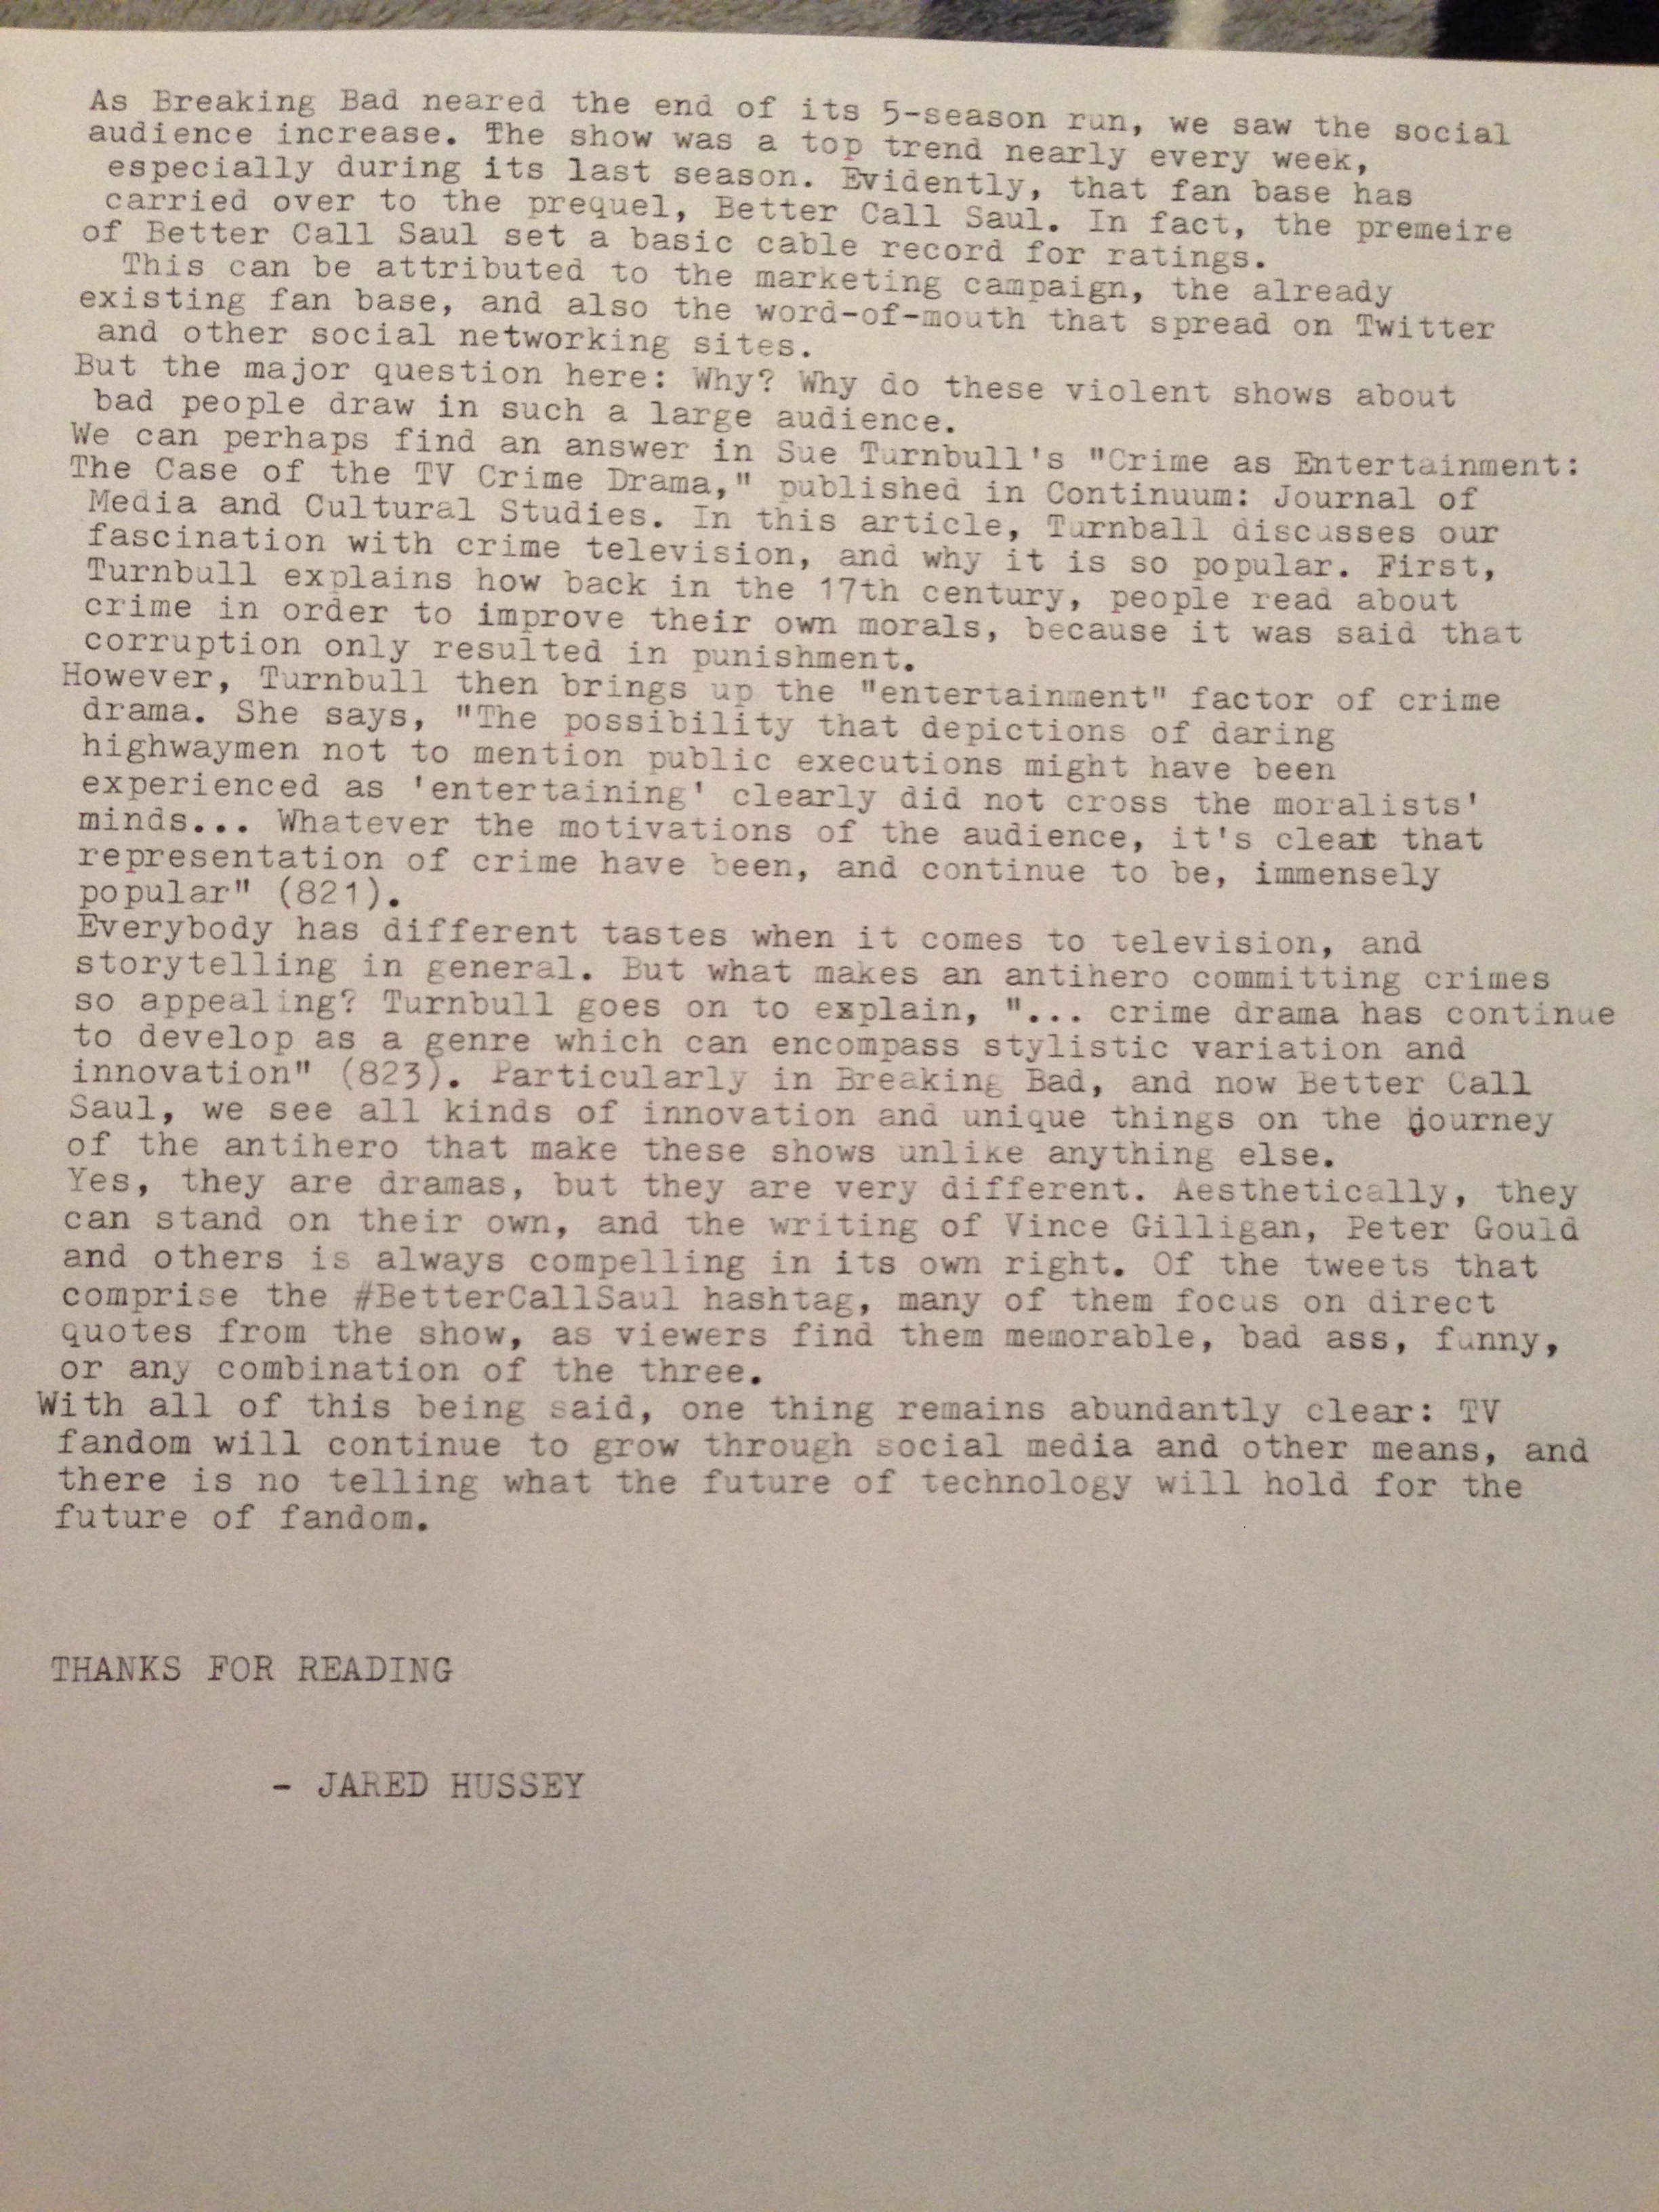 As Breaking Bad neared the end of its 5-season run, we saw the social
audience increase. The show was a top trend nearly every week,
especially during its last season. Evidently, that fan base has
carried over to the prequel, Better Call Saul. In fact, the premeire
of Better Call Saul set a basic cable record for ratings.
This can be attributed to the marketing campaign, the already
existing fan base, and also the word-of-mouth that spread on Twitter
and other social networking sites.
But the major question here: Why? Why do these violent shows about
bad people draw in such a large audience.
We can perhaps find an answer in Sue Turnbull's "Crime as Entertainment:
The Case of the TV Crime Drama," published in Continuum: Journal of
Media and Cultural Studies. In this article, Turnball discusses our
fascination with crime television, and why it is so popular. First,
Turnbull explains how back in the 17th century, people read about
crime in order to improve their own morals, because it was said that
corruption only resulted in punishment.
However, Turnbull then brings up the "entertainment" factor of crime
drama. She says, "The possibility that depictions of daring
highwaymen not to mention public executions might have been
experienced as 'entertaining' clearly did not cross the moralists'
minds... Whatever the motivations of the audience, it's clear that
representation of crime have been, and continue to be, immensely
popular" (821).
Everybody has different tastes when it comes to television, and
storytelling in general. But what makes an antihero committing crimes
so appealing? Turnbull goes on to explain, "... crime drama has continue
to develop as a genre which can encompass stylistic variation and
innovation" (823). Particularly in Breaking Bad, and now Better Call
Saul, we see all kinds of innovation and unique things on the journey
of the antihero that make these shows unlike anything else.
Yes, they are dramas, but they are very different. Aesthetically, they
can stand on their own, and the writing of Vince Gilligan, Peter Gould
and others is always compelling in its own right. Of the tweets that
comprise the #BetterCallSaul hashtag, many of them focus on direct
quotes from the show, as viewers find them memorable, bad ass, funny,
or any combination of the three.
With all of this being said, one thing remains abundantly clear: TV
fandom will continue to grow through social media and other means, and
there is no telling what the future of technology will hold for the
future of fandom.
THANKS FOR READING
- JARED HUSSEY